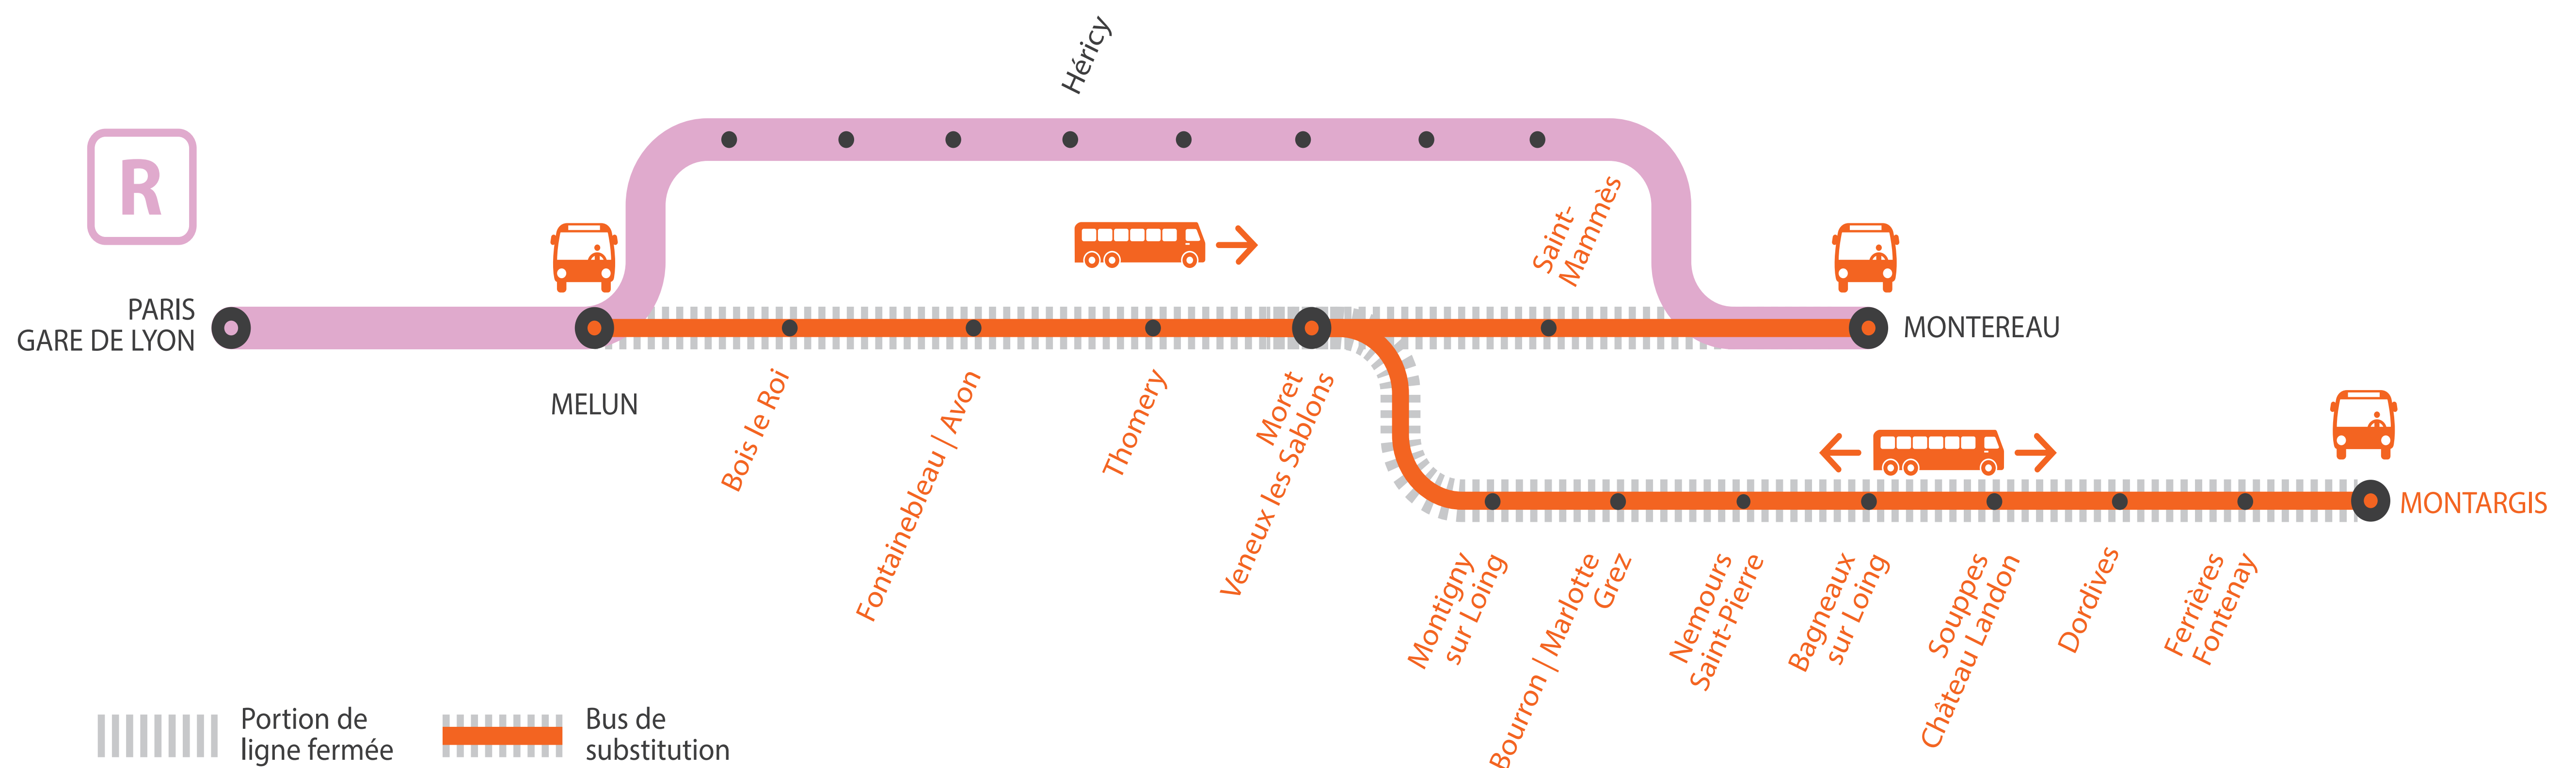 Héricy
R
Saint-
Mammès
PARIS
GARE DE LYON
MONTEREAU
MELUN
Bois le Roi
Fontainebleau | Avon
Thomery
Moret
Veneux les Sablons
MONTARGIS
Montigny
sur Loing
Bourron | Marlotte
Grez
Nemours
Saint-Pierre
Bagneaux
sur Loing
Souppes
Château Landon
Dordives
Ferrières
Fontenay
Portion de
ligne fermée
Bus de
substitution